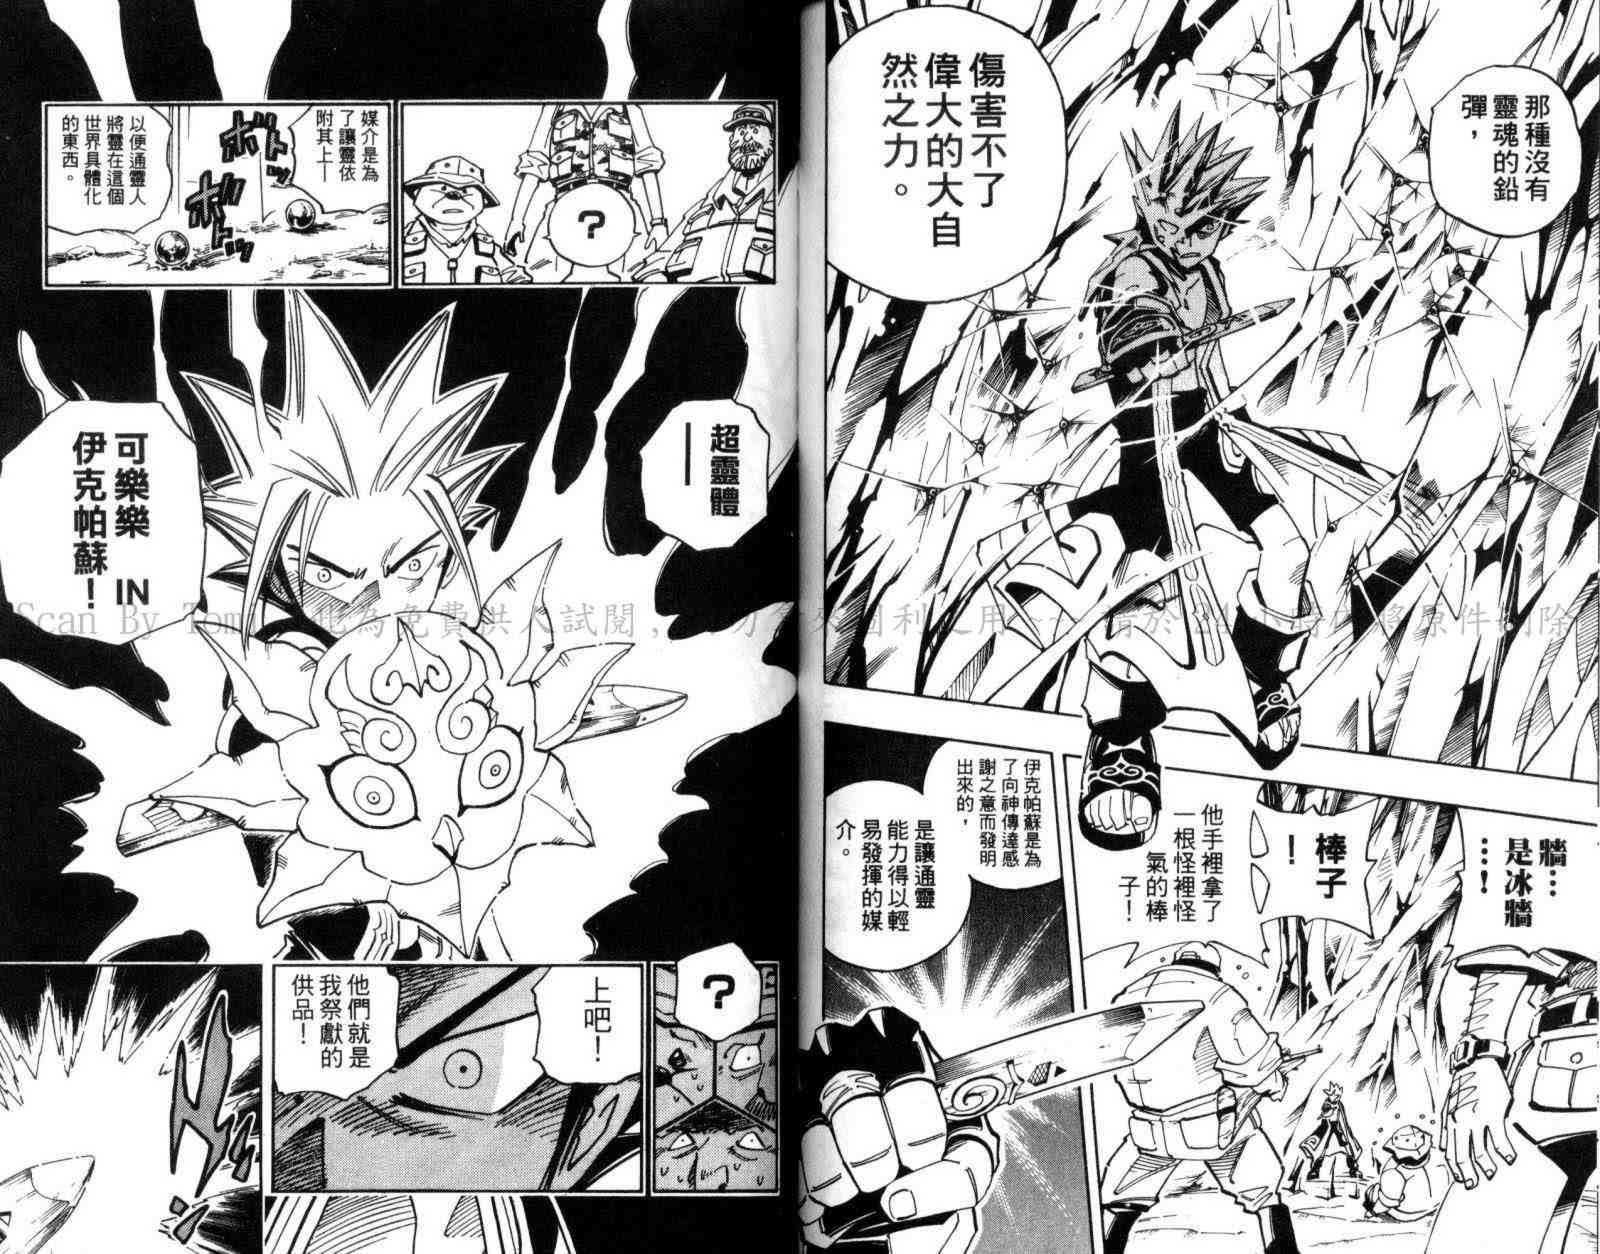 那種沒有
靈魂的鉛
彈，
傷害不了
偉大的大自
然之力。
牆…
是冰牆
…!
棒子
!
他手裡拿了
一根怪裡怪
氣的棒
子!
伊克帕蘇是為
了向神傳達感
謝之意而發明
出來的，
是讓通靈
能力得以輕
易發揮的媒
介。
?
媒介是為
了讓靈依
附其上—
ボトッ
ボトッ
以便通靈人
將靈在這個
世界具體化
的東西。
超靈體
—
可樂樂 IN
伊克帕蘇!
?
上吧!
他們就是
我祭獻的
供品!
Scan By
為免費供人試閱，